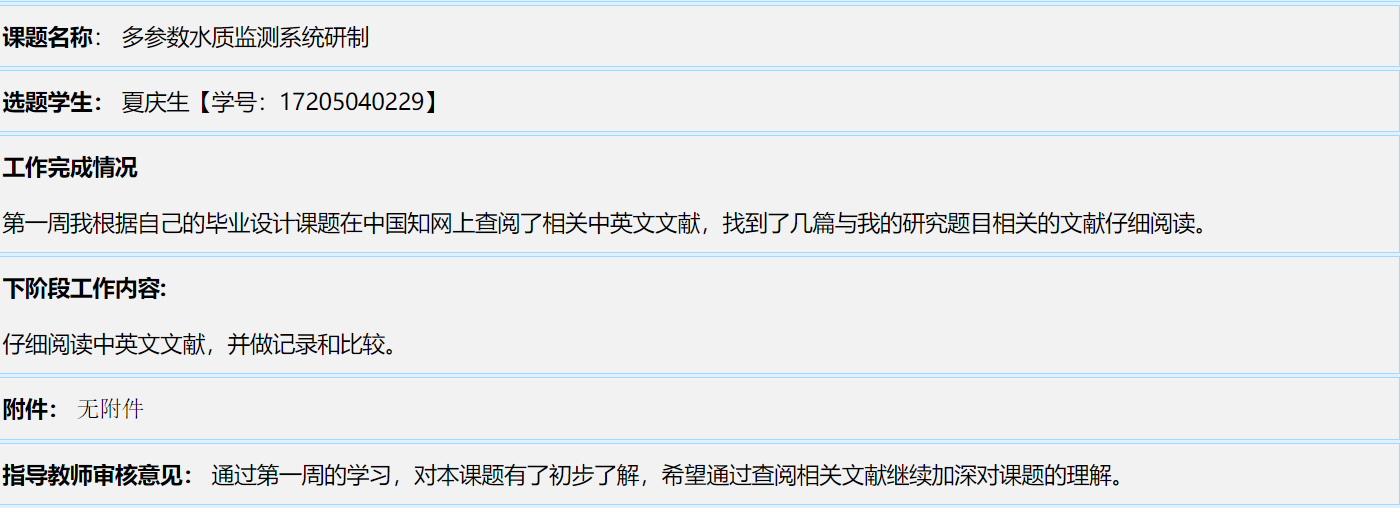 课题名称： 多参数水质监测系统研制
选题学生： 夏庆生【学号：17205040229】
工作完成情况
第一周我根据自己的毕业设计课题在中国知网上查阅了相关中英文文献，找到了几篇与我的研究题目相关的文献仔细阅读。
下阶段工作内容:
仔细阅读中英文文献，并做记录和比较。
附件： 无附件
指导教师审核意见： 通过第一周的学习，对本课题有了初步了解，希望通过查阅相关文献继续加深对课题的理解。